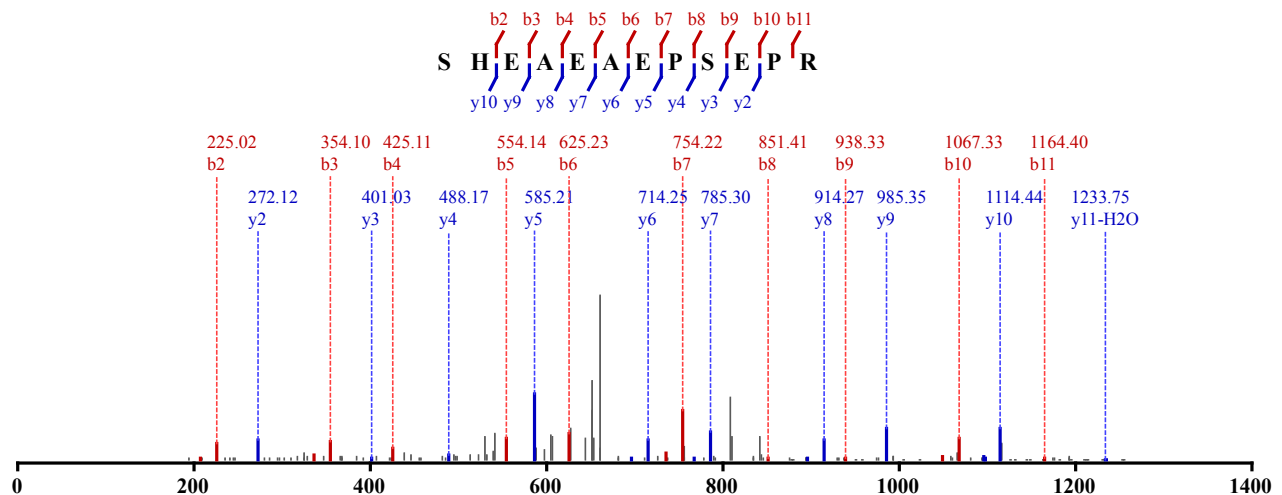 b2 b3 b4 b5 b6 b7 b8 b9 b10 b11
S H E A E A E P S E P R
y10 y9 y8 y7 y6 y5 y4 y3 y2
225.02 354.10 425.11 554.14 625.23 754.22 851.41 938.33 1067.33 1164.40
b2 b3 b4 b5 b6 b7 b8 b9 b10 b11
272.12 401.03 488.17 585.21 714.25 785.30 914.27 985.35 1114.44 1233.75
y2 y3 y4 y5 y6 y7 y8 y9 y10 y11-H2O
0 200 400 600 800 1000 1200 1400